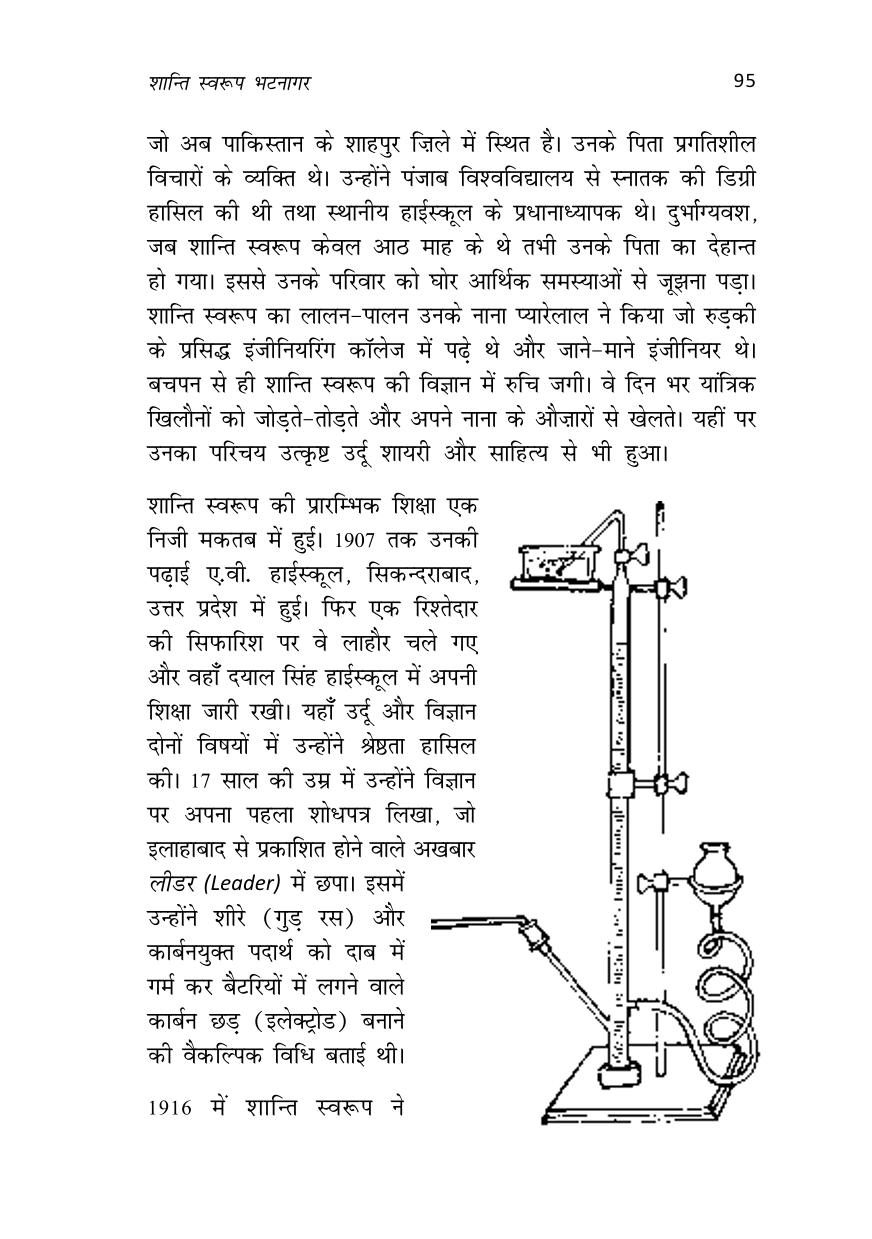 शान्ति स्वरूप भटनागर 95
जो अब पाकिस्तान के शाहपुर ज़िले में स्थित है। उनके पिता प्रगतिशील
विचारों के व्यक्ति थे। उन्होंने पंजाब विश्वविद्यालय से स्नातक की डिग्री
हासिल की थी तथा स्थानीय हाईस्कूल के प्रधानाध्यापक थे। दुर्भाग्यवश,
जब शान्ति स्वरूप केवल आठ माह के थे तभी उनके पिता का देहान्त
हो गया। इससे उनके परिवार को घोर आर्थिक समस्याओं से जूझना पड़ा।
शान्ति स्वरूप का लालन-पालन उनके नाना प्यारेलाल ने किया जो रुड़की
के प्रसिद्ध इंजीनियरिंग कॉलेज में पढ़े थे और जाने-माने इंजीनियर थे।
बचपन से ही शान्ति स्वरूप की विज्ञान में रुचि जगी। वे दिन भर यांत्रिक
खिलौनों को जोड़ते-तोड़ते और अपने नाना के औज़ारों से खेलते। यहीं पर
उनका परिचय उत्कृष्ट उर्दू शायरी और साहित्य से भी हुआ।
शान्ति स्वरूप की प्रारम्भिक शिक्षा एक
निजी मकतब में हुई। 1907 तक उनकी
पढ़ाई ए.वी. हाईस्कूल, सिकन्दराबाद,
उत्तर प्रदेश में हुई। फिर एक रिश्तेदार
की सिफारिश पर वे लाहौर चले गए
और वहाँ दयाल सिंह हाईस्कूल में अपनी
शिक्षा जारी रखी। यहाँ उर्दू और विज्ञान
दोनों विषयों में उन्होंने श्रेष्ठता हासिल
की। 17 साल की उम्र में उन्होंने विज्ञान
पर अपना पहला शोधपत्र लिखा, जो
इलाहाबाद से प्रकाशित होने वाले अखबार
लीडर (Leader) में छपा। इसमें
उन्होंने शीरे (गुड़ रस) और
कार्बनयुक्त पदार्थ को दाब में
गर्म कर बैटरियों में लगने वाले
कार्बन छड़ (इलेक्ट्रोड) बनाने
की वैकल्पिक विधि बताई थी।
1916 में शान्ति स्वरूप ने